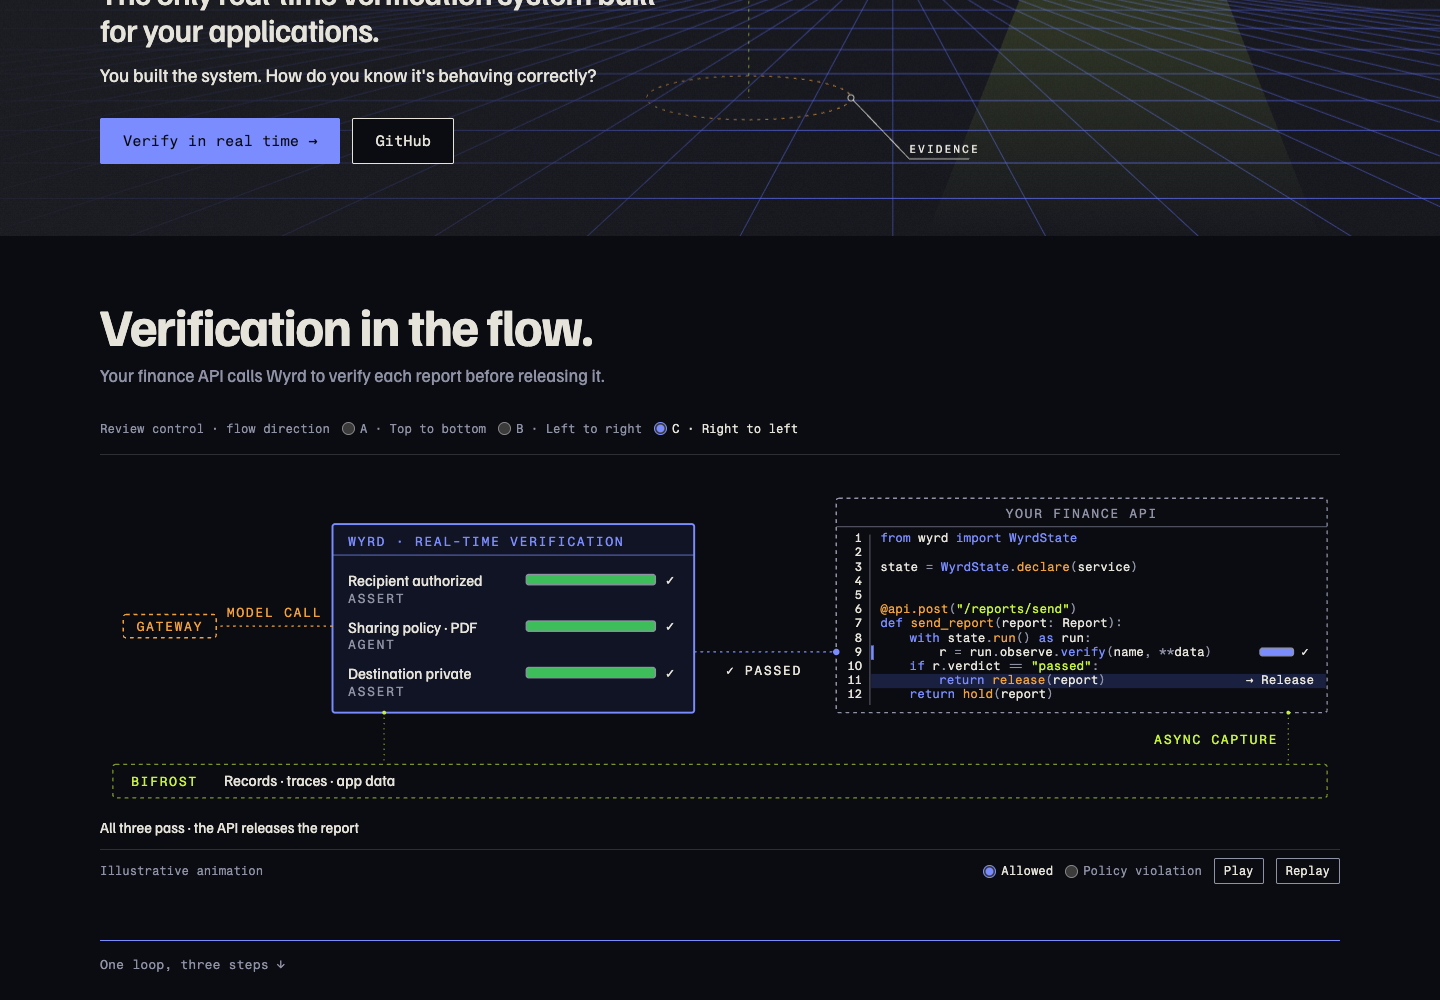 The only real-time verification system built
for your applications.
You built the system. How do you know it's behaving correctly?
Verify in real time →
GitHub
EVIDENCE
Verification in the flow.
Your finance API calls Wyrd to verify each report before releasing it.
Review control · flow direction A · Top to bottom B · Left to right C · Right to left
YOUR FINANCE API
1 from wyrd import WyrdState
2
3 state = WyrdState.declare(service)
4
5
6 @api.post("/reports/send")
7 def send_report(report: Report):
8 with state.run() as run:
9 r = run.observe.verify(name, **data) ✓
10 if r.verdict == "passed":
11 return release(report) → Release
12 return hold(report)
WYRD · REAL-TIME VERIFICATION
Recipient authorized ✓
ASSERT
Sharing policy · PDF ✓
AGENT
Destination private ✓
ASSERT
MODEL CALL
GATEWAY
✓ PASSED
ASYNC CAPTURE
BIFROST Records · traces · app data
All three pass · the API releases the report
Illustrative animation
Allowed Policy violation Play Replay
One loop, three steps ↓